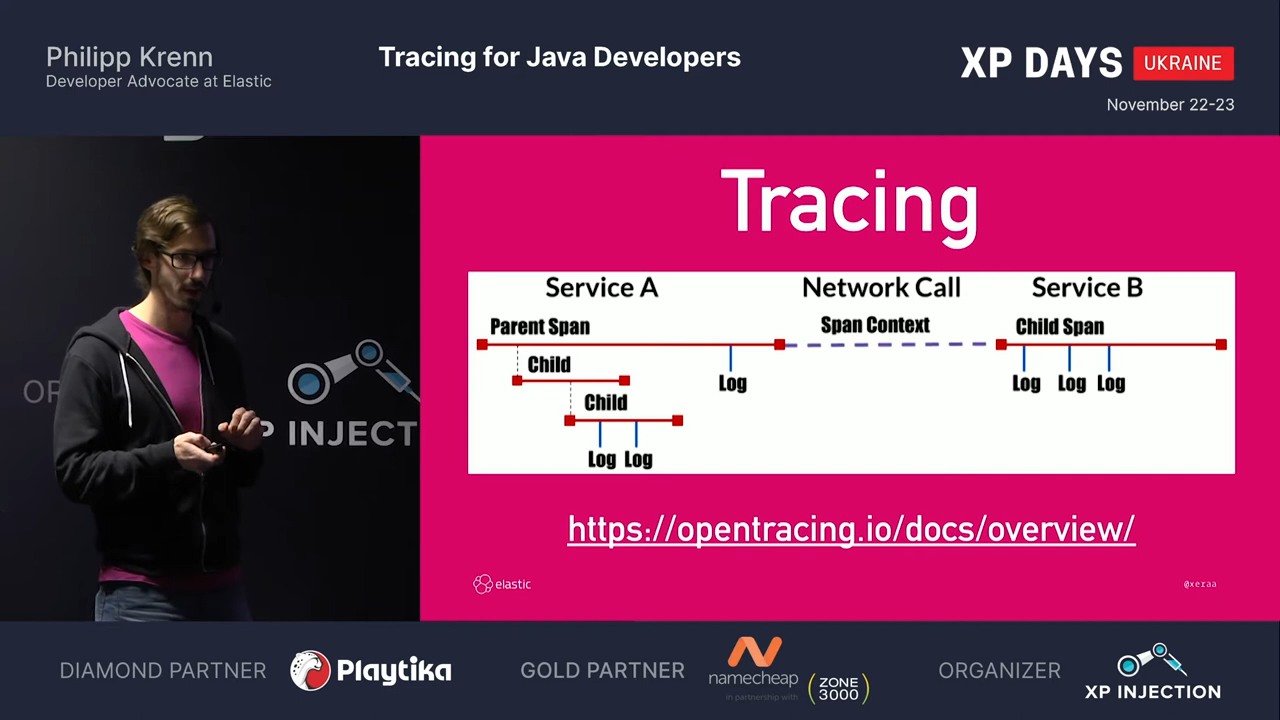 Philipp Krenn
Developer Advocate at Elastic
Tracing for Java Developers
XP DAYS UKRAINE
November 22-23
OR
P INJECT
Tracing
Service A
Network Call
Service B
Parent Span
Span Context
Child Span
Child
Log
Log Log Log
Child
Log Log
https://opentracing.io/docs/overview/
elastic
@xeraa
DIAMOND PARTNER
Playtika
GOLD PARTNER
namecheap
in partnership with
ZONE 3000
ORGANIZER
XP INJECTION